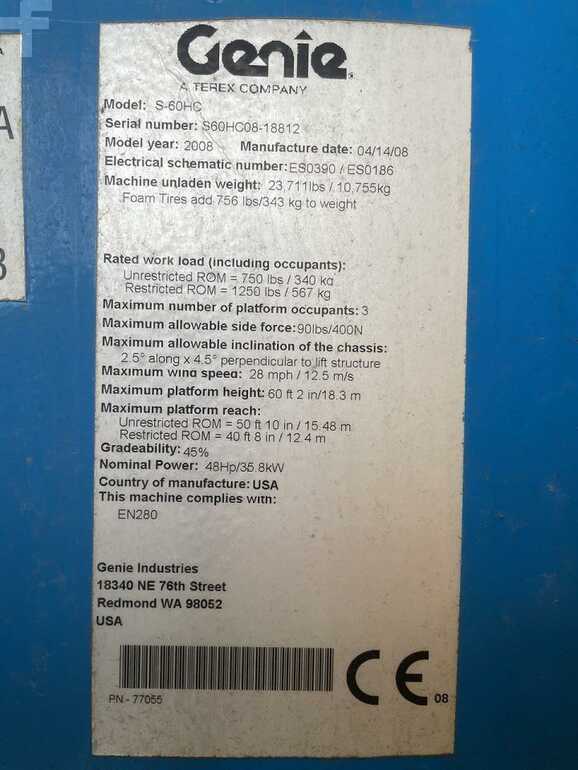 Genie
A TEREX COMPANY
Model: S-60HC
Serial number: S60HC08-18812
Model year: 2008 Manufacture date: 04/14/08
Electrical schematic number: ES0390 / ES0186
Machine unladen weight: 23,711lbs / 10,755kg
Foam Tires add 756 lbs/343 kg to weight
Rated work load (including occupants):
Unrestricted ROM = 750 lbs / 340 kg
Restricted ROM = 1250 lbs / 567 kg
Maximum number of platform occupants: 3
Maximum allowable side force: 90lbs/400N
Maximum allowable inclination of the chassis:
2.5° along x 4.5° perpendicular to lift structure
Maximum wind speed: 28 mph / 12.5 m/s
Maximum platform height: 60 ft 2 in/18.3 m
Maximum platform reach:
Unrestricted ROM = 50 ft 10 in / 15.48 m
Restricted ROM = 40 ft 8 in / 12.4 m
Gradeability: 45%
Nominal Power: 48Hp/35.8kW
Country of manufacture: USA
This machine complies with:
EN280
Genie Industries
18340 NE 76th Street
Redmond WA 98052
USA
PN - 77055
CE 08
A
A
3